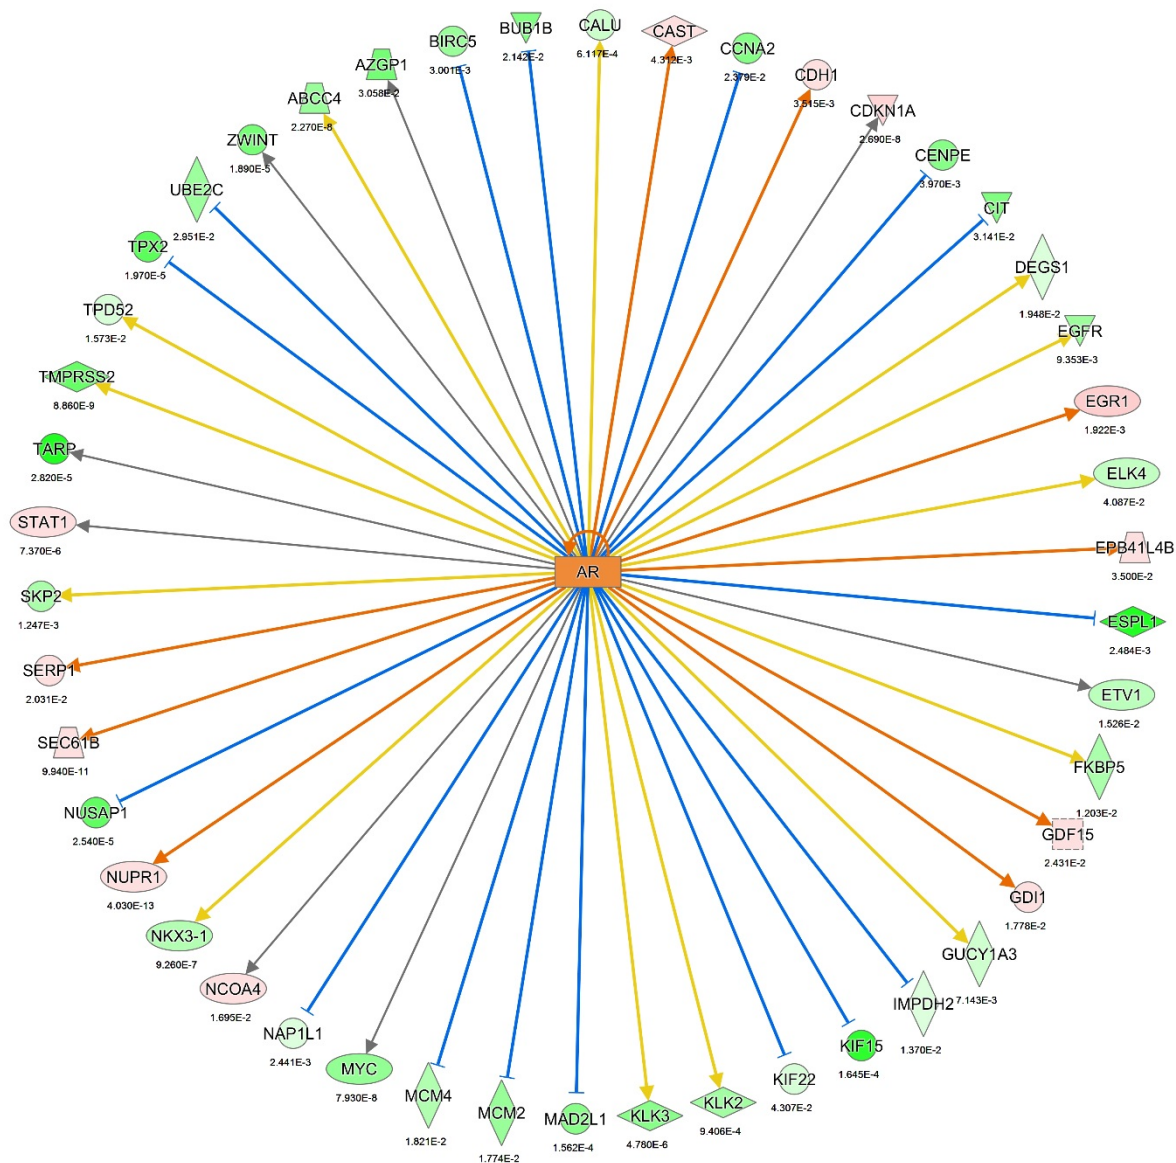 CALU
6.117E-4
CAST
4.312E-3
CCNA2
2.379E-2
CDH1
3.515E-3
CDKN1A
2.690E-8
CENPE
3.970E-3
CIT
3.141E-2
DEGS1
1.948E-2
EGFR
9.353E-3
EGR1
1.922E-3
ELK4
4.087E-2
EPB41L4B
3.500E-2
ESPL1
2.484E-3
ETV1
1.526E-2
FKBP5
1.203E-2
GDF15
2.431E-2
GDI1
1.778E-2
GUCY1A3
7.143E-3
IMPDH2
1.370E-2
KIF15
1.645E-4
KIF22
4.307E-2
KLK2
9.406E-4
KLK3
4.780E-6
MAD2L1
1.562E-4
MCM2
1.774E-2
MCM4
1.821E-2
MYC
7.930E-8
NAP1L1
2.441E-3
NCOA4
1.695E-2
NKX3-1
9.260E-7
NUPR1
4.030E-13
NUSAP1
2.540E-5
SEC61B
9.940E-11
SERP1
2.031E-2
SKP2
1.247E-3
STAT1
7.370E-6
TARP
2.820E-5
TMPRSS2
8.860E-9
TPD52
1.573E-2
TPX2
1.970E-5
UBE2C
2.951E-2
ZWINT
1.890E-5
ABCC4
2.270E-8
AZGP1
3.058E-2
BIRC5
3.001E-3
BUB1B
2.142E-2
AR